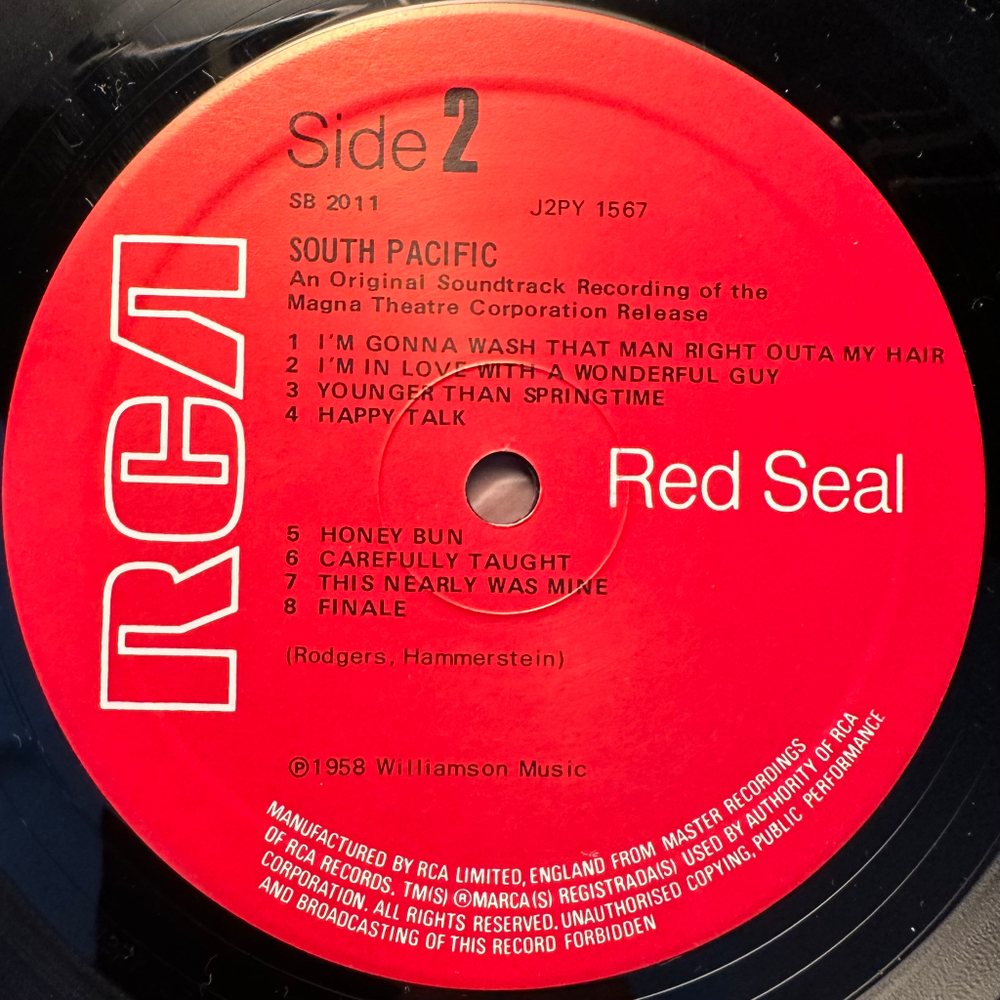 Side 2
SB 2011 J2PY 1567
SOUTH PACIFIC
An Original Soundtrack Recording of the
Magna Theatre Corporation Release
1 I'M GONNA WASH THAT MAN RIGHT OUTA MY HAIR
2 I'M IN LOVE WITH A WONDERFUL GUY
3 YOUNGER THAN SPRINGTIME
4 HAPPY TALK
RCA
Red Seal
5 HONEY BUN
6 CAREFULLY TAUGHT
7 THIS NEARLY WAS MINE
8 FINALE
(Rodgers, Hammerstein)
℗1958 Williamson Music
MANUFACTURED BY RCA LIMITED, ENGLAND FROM MASTER RECORDINGS
OF RCA RECORDS. TM(S) ®MARCA(S) REGISTRADA(S) USED BY AUTHORITY OF RCA
CORPORATION. ALL RIGHTS RESERVED. UNAUTHORISED COPYING, PUBLIC PERFORMANCE
AND BROADCASTING OF THIS RECORD FORBIDDEN